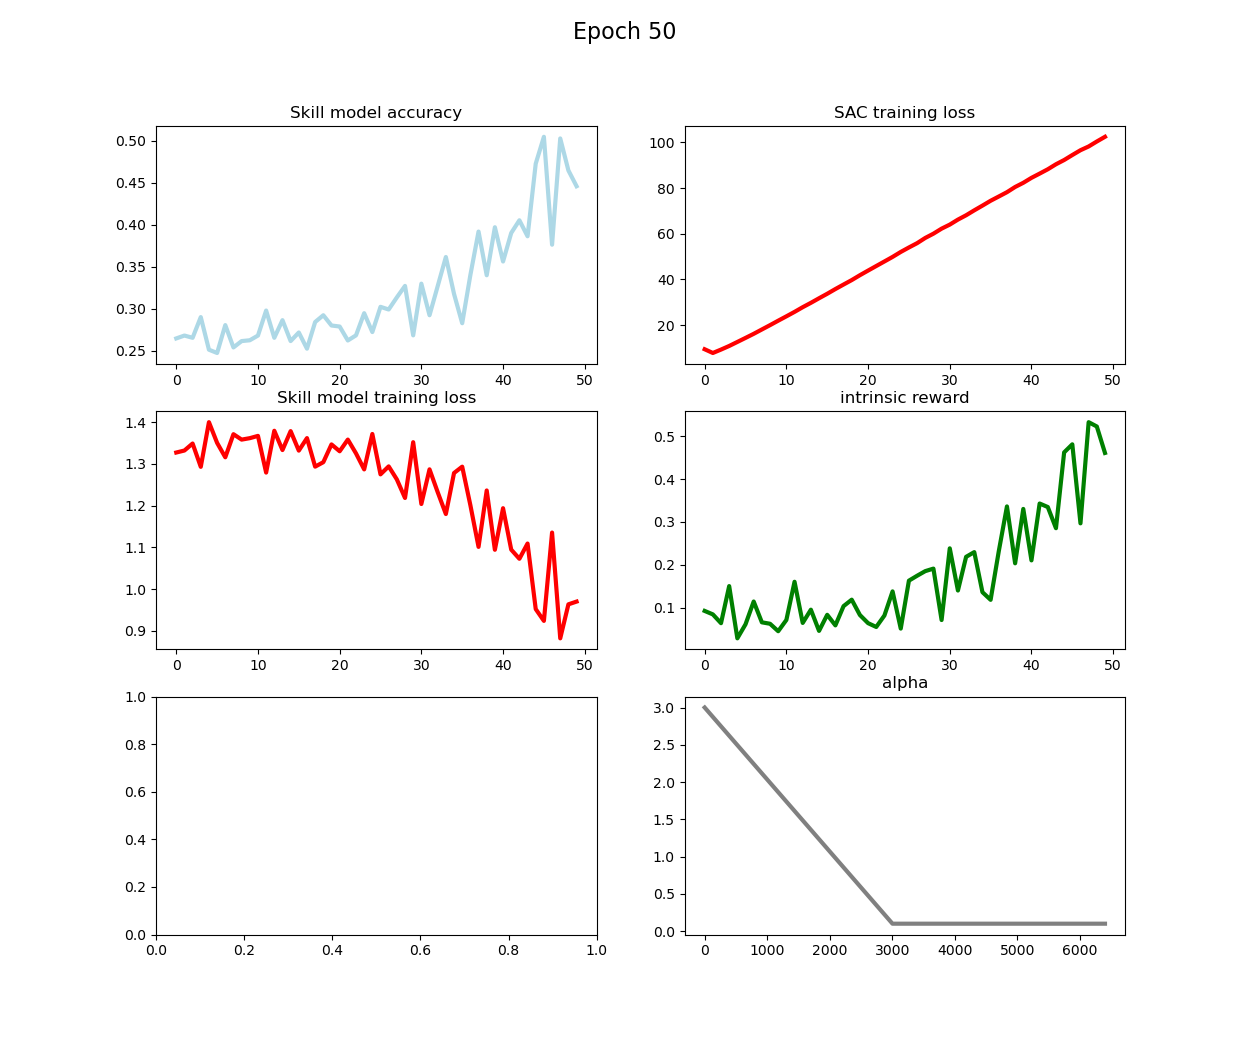 Epoch 50
Skill model accuracy
0.50
0.45
0.40
0.35
0.30
0.25
0 10 20 30 40 50
SAC training loss
100
80
60
40
20
0 10 20 30 40 50
Skill model training loss
1.4
1.3
1.2
1.1
1.0
0.9
0 10 20 30 40 50
intrinsic reward
0.5
0.4
0.3
0.2
0.1
0 10 20 30 40 50
1.0
0.8
0.6
0.4
0.2
0.0
0.0 0.2 0.4 0.6 0.8 1.0
alpha
3.0
2.5
2.0
1.5
1.0
0.5
0.0
0 1000 2000 3000 4000 5000 6000